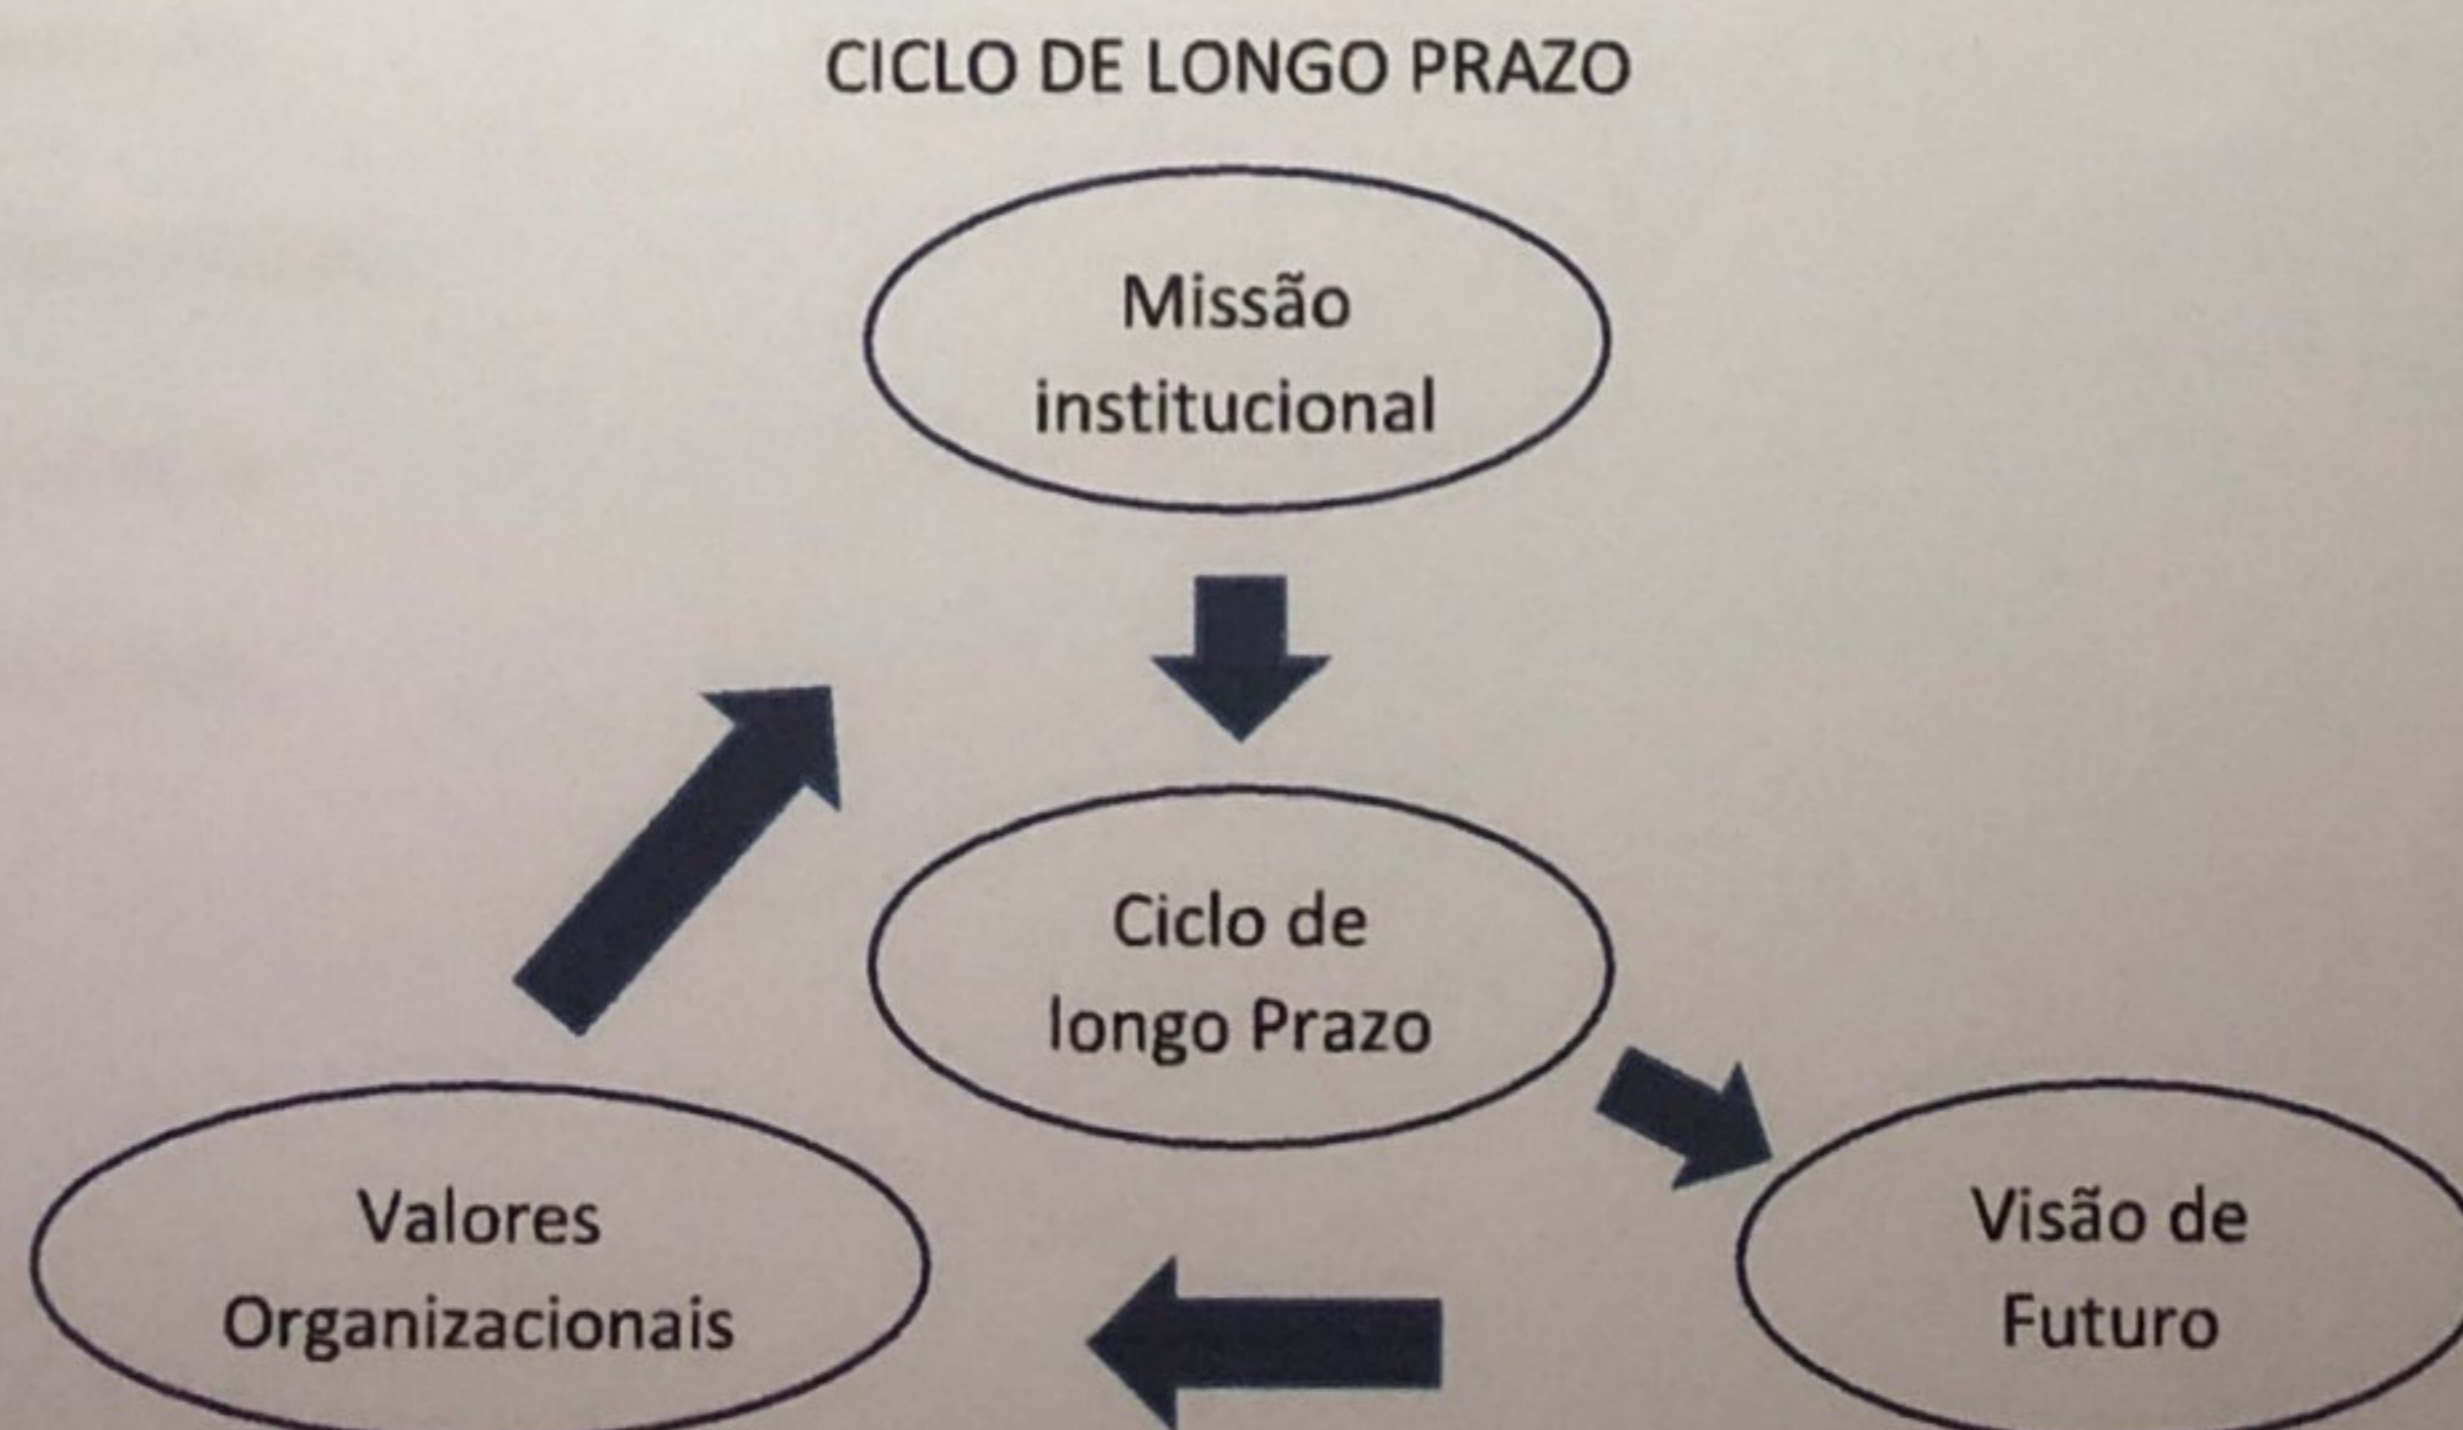 CICLO DE LONGO PRAZO
Missão
institucional
Ciclo de
longo Prazo
Valores
Organizacionais
Visão de
Futuro